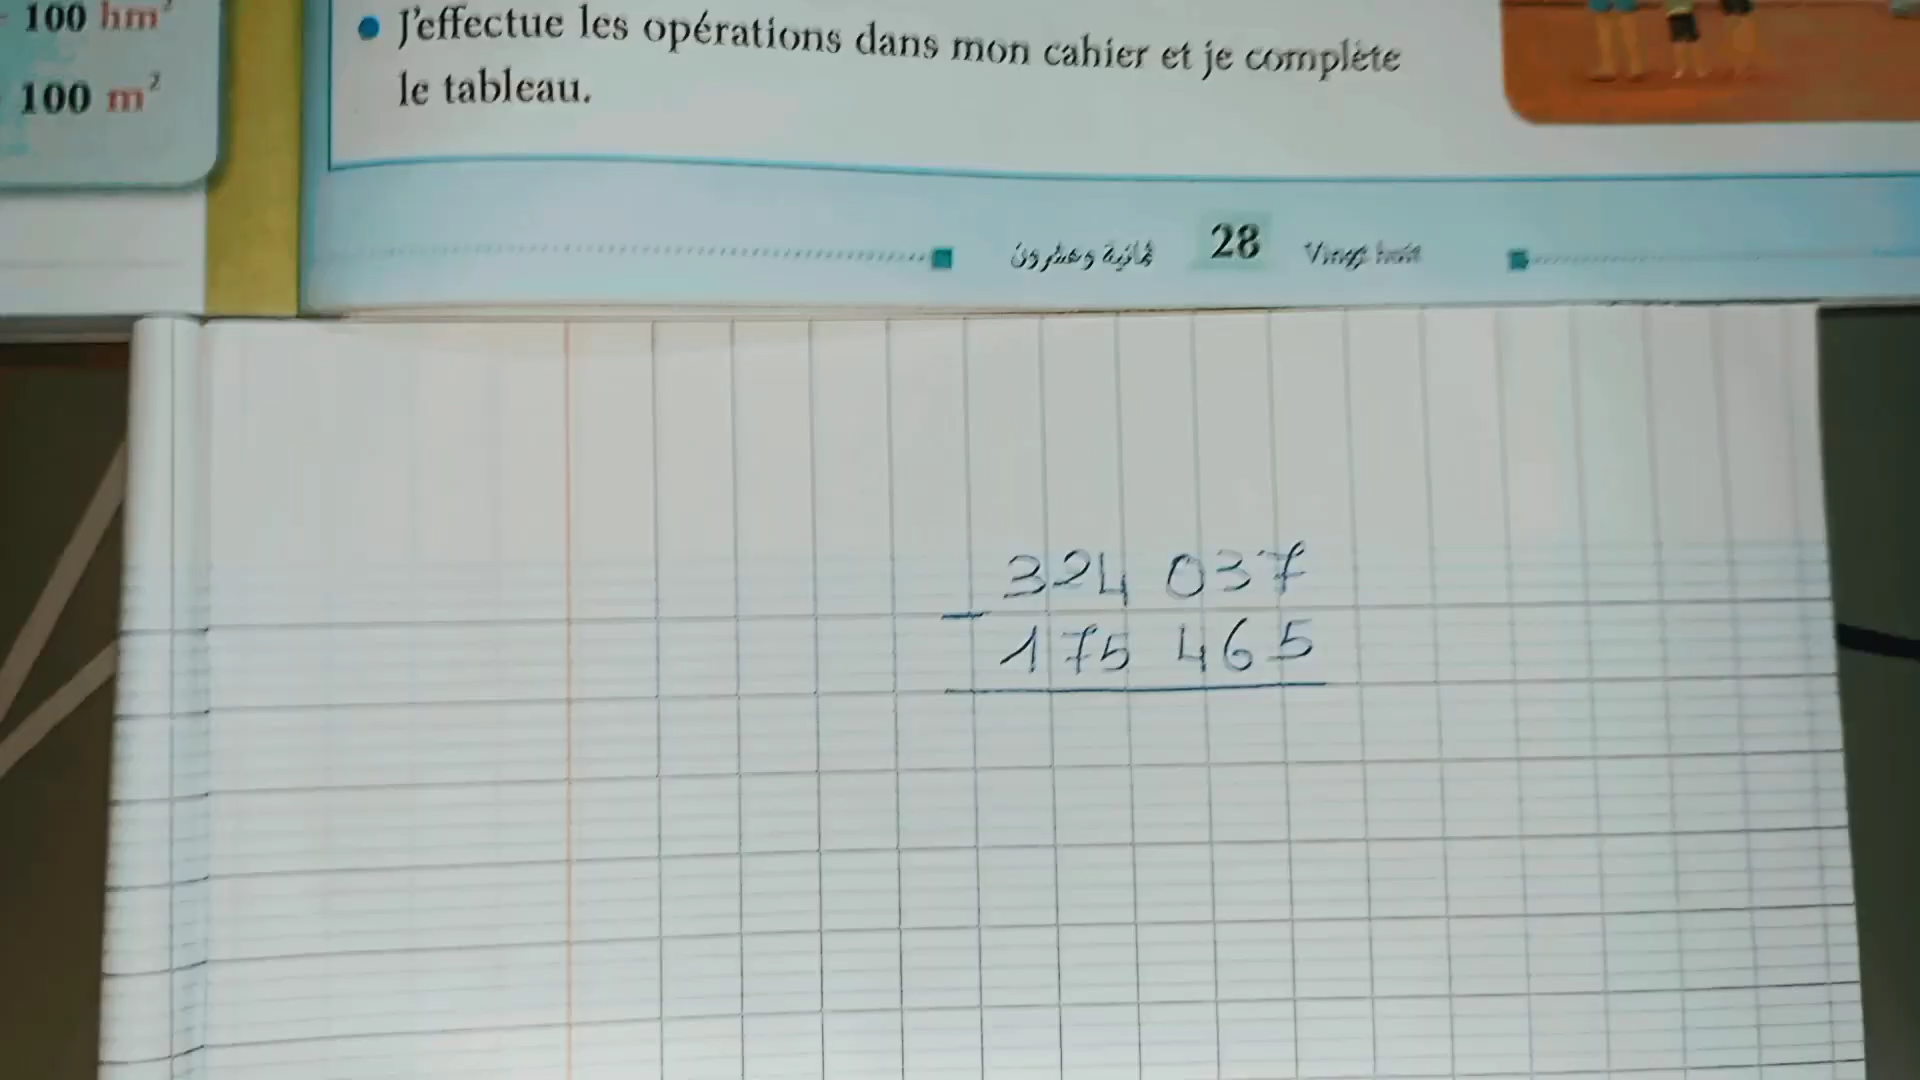 100 hm²
100 m²
• J'effectue les opérations dans mon cahier et je complète
le tableau.
ثمانية وعشرون 28 Vingt-huit
324 037
−
175 465